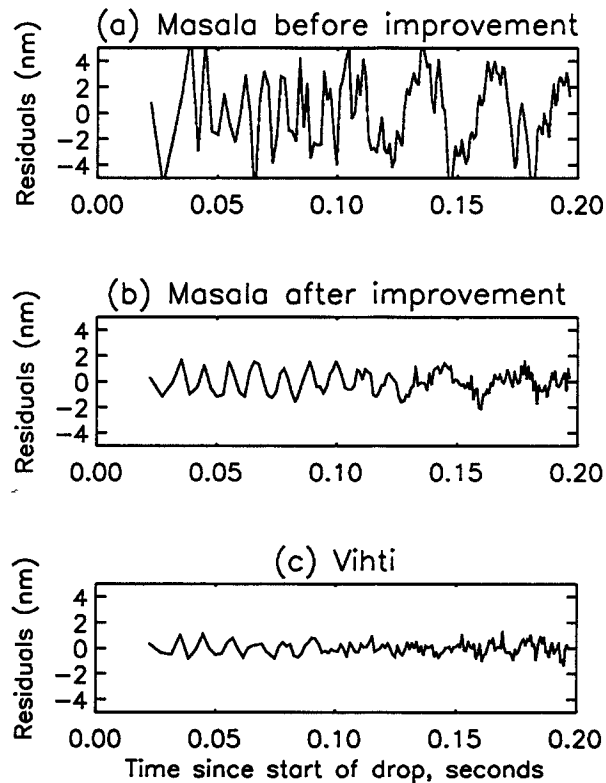 (a) Masala before improvement
Residuals (nm)
4
2
0
−2
−4
0.00 0.05 0.10 0.15 0.20
(b) Masala after improvement
Residuals (nm)
4
2
0
−2
−4
0.00 0.05 0.10 0.15 0.20
(c) Vihti
Residuals (nm)
4
2
0
−2
−4
0.00 0.05 0.10 0.15 0.20
Time since start of drop, seconds